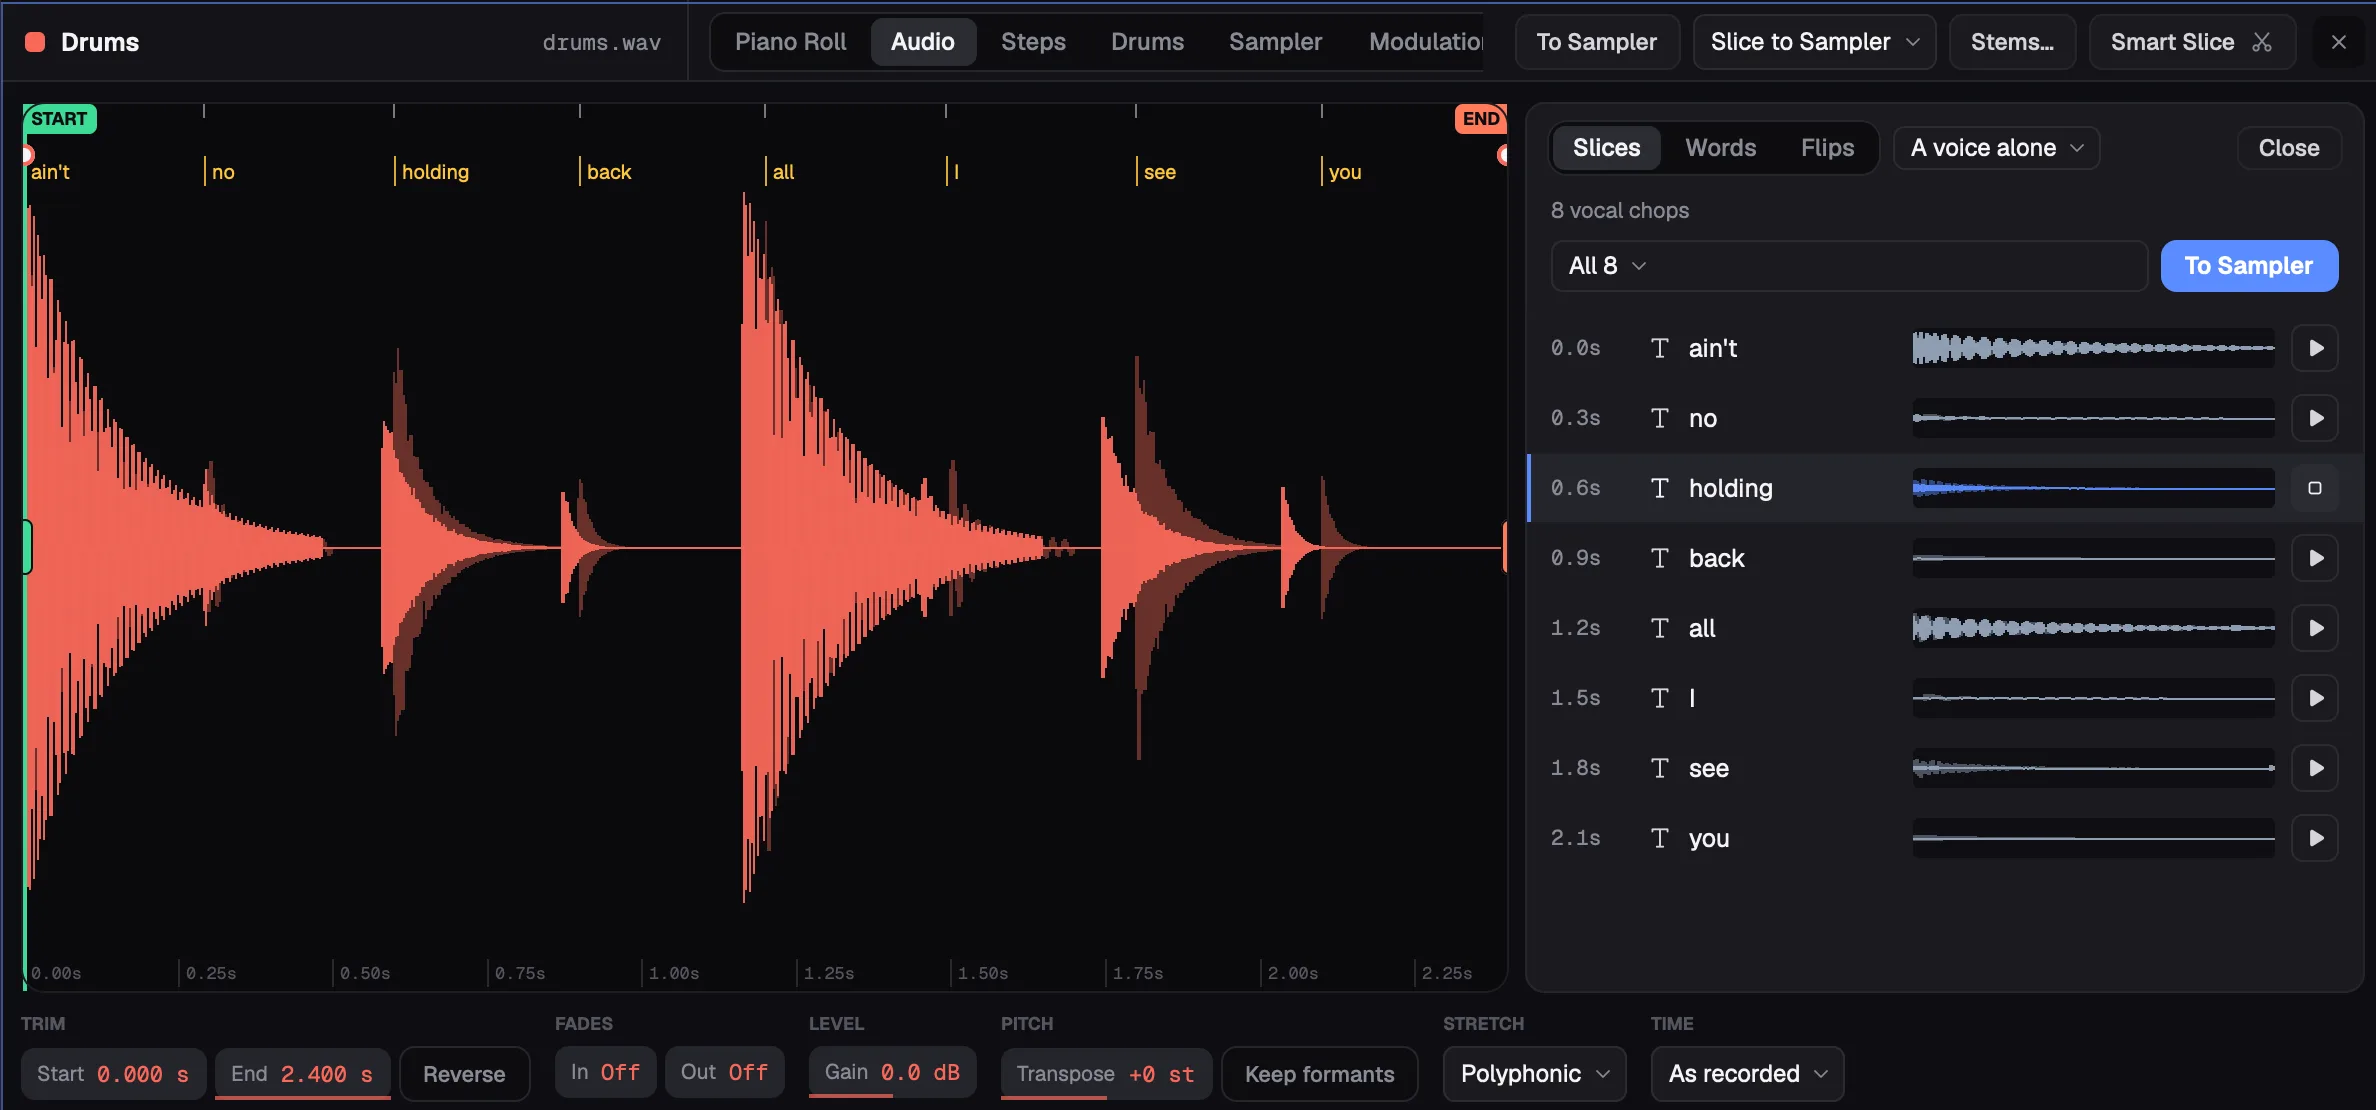 Drums
drums.wav
Piano Roll
Audio
Steps
Drums
Sampler
To Sampler
Slice to Sampler
Stems...
Smart Slice
START
END
ain't
no
holding
back
all
I
see
you
0.00s
0.25s
0.50s
0.75s
1.00s
1.25s
1.50s
1.75s
2.00s
2.25s
Slices
Words
Flips
A voice alone
Close
8 vocal chops
All 8
To Sampler
0.0s ain't
0.3s no
0.6s holding
0.9s back
1.2s all
1.5s I
1.8s see
2.1s you
TRIM
Start 0.000 s
End 2.400 s
Reverse
FADES
In Off
Out Off
LEVEL
Gain 0.0 dB
PITCH
Transpose +0 st
Keep formants
STRETCH
Polyphonic
TIME
As recorded